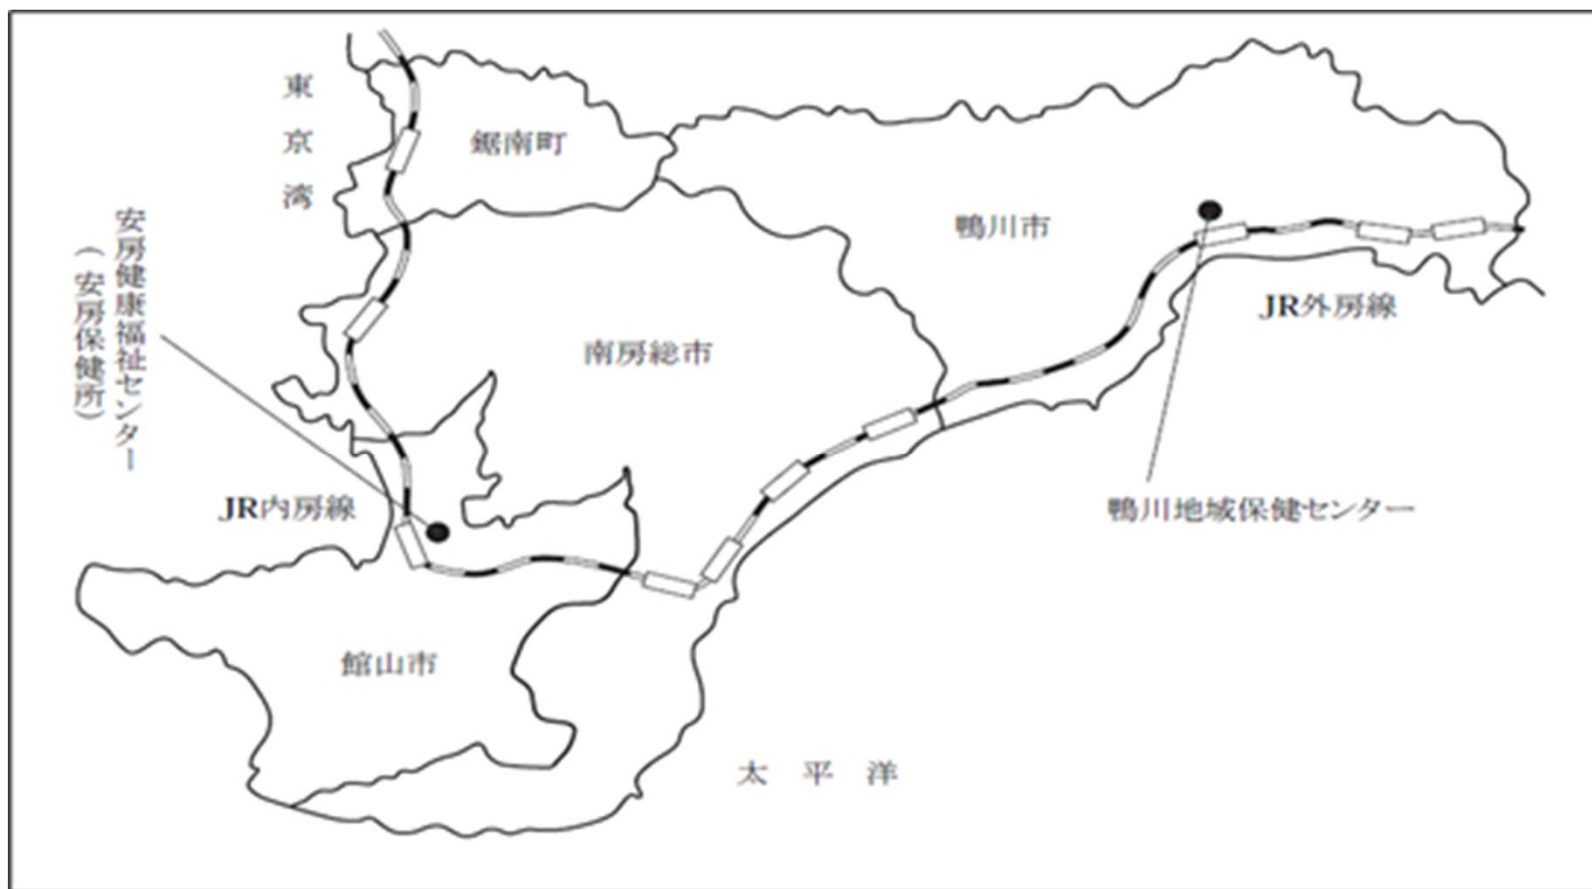 東京湾
鋸南町
鴨川市
安房健康福祉センター
(安房保健所)
JR外房線
南房総市
JR内房線
鴨川地域保健センター
館山市
太平洋